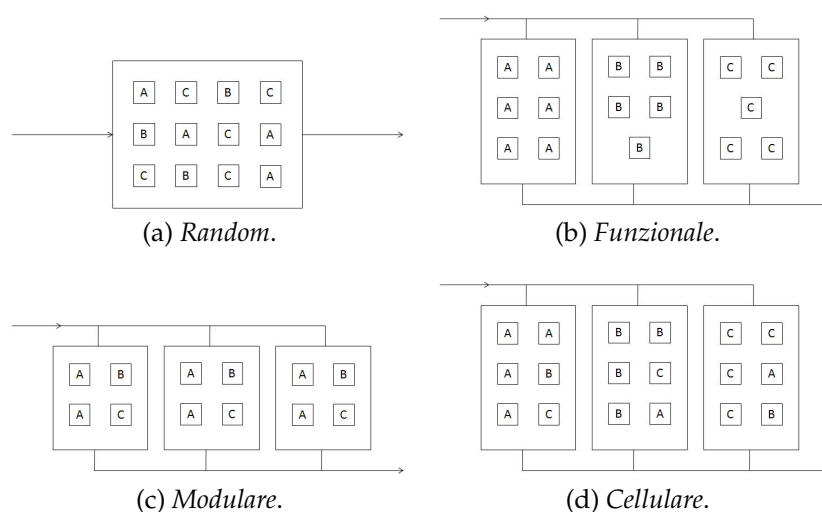 A C B C
B A C A
C B C A
(a) Random.
A A B B C C
A A B B C
A A B C C
(b) Funzionale.
A B A B A B
A C A C A C
(c) Modulare.
A A B B C C
A B B C C A
A C B A C B
(d) Cellulare.